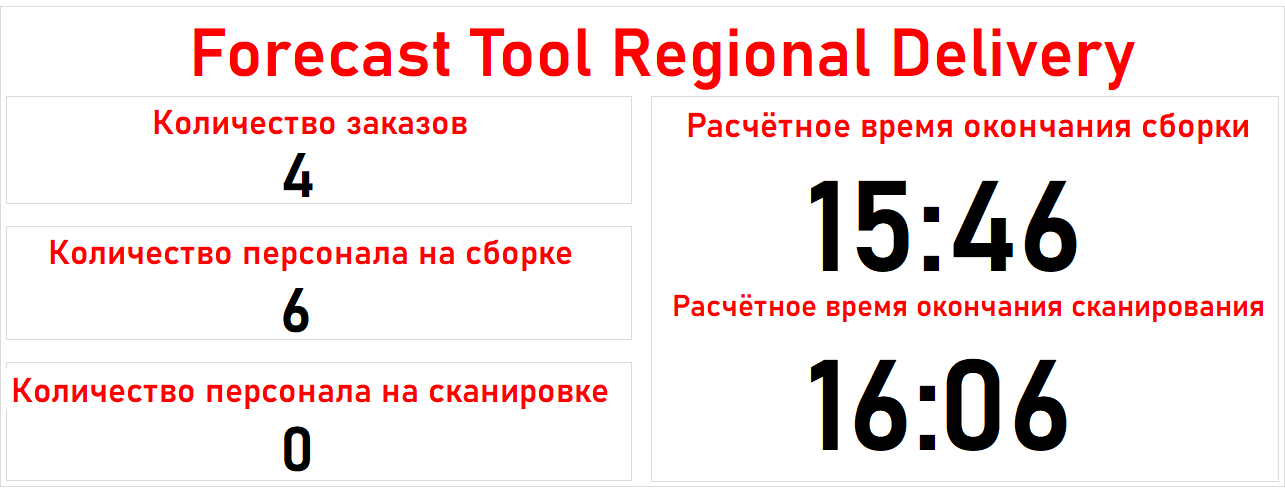 Forecast Tool Regional Delivery
Количество заказов
4
Количество персонала на сборке
6
Количество персонала на сканировке
0
Расчётное время окончания сборки
15:46
Расчётное время окончания сканирования
16:06